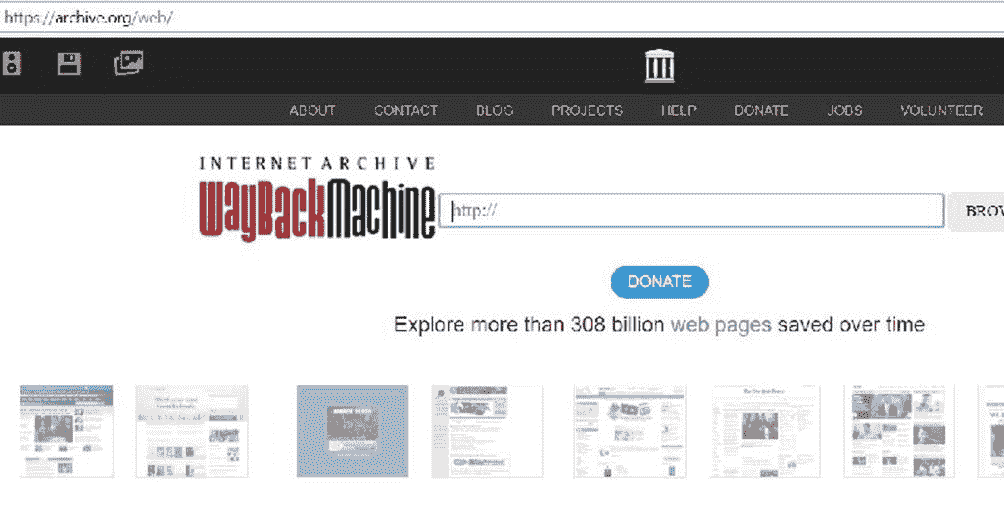 https://archive.org/web/
ABOUT CONTACT BLOG PROJECTS HELP DONATE JOBS VOLUNTEER
INTERNET ARCHIVE
WayBackMachine
http://
BROW
DONATE
Explore more than 308 billion web pages saved over time